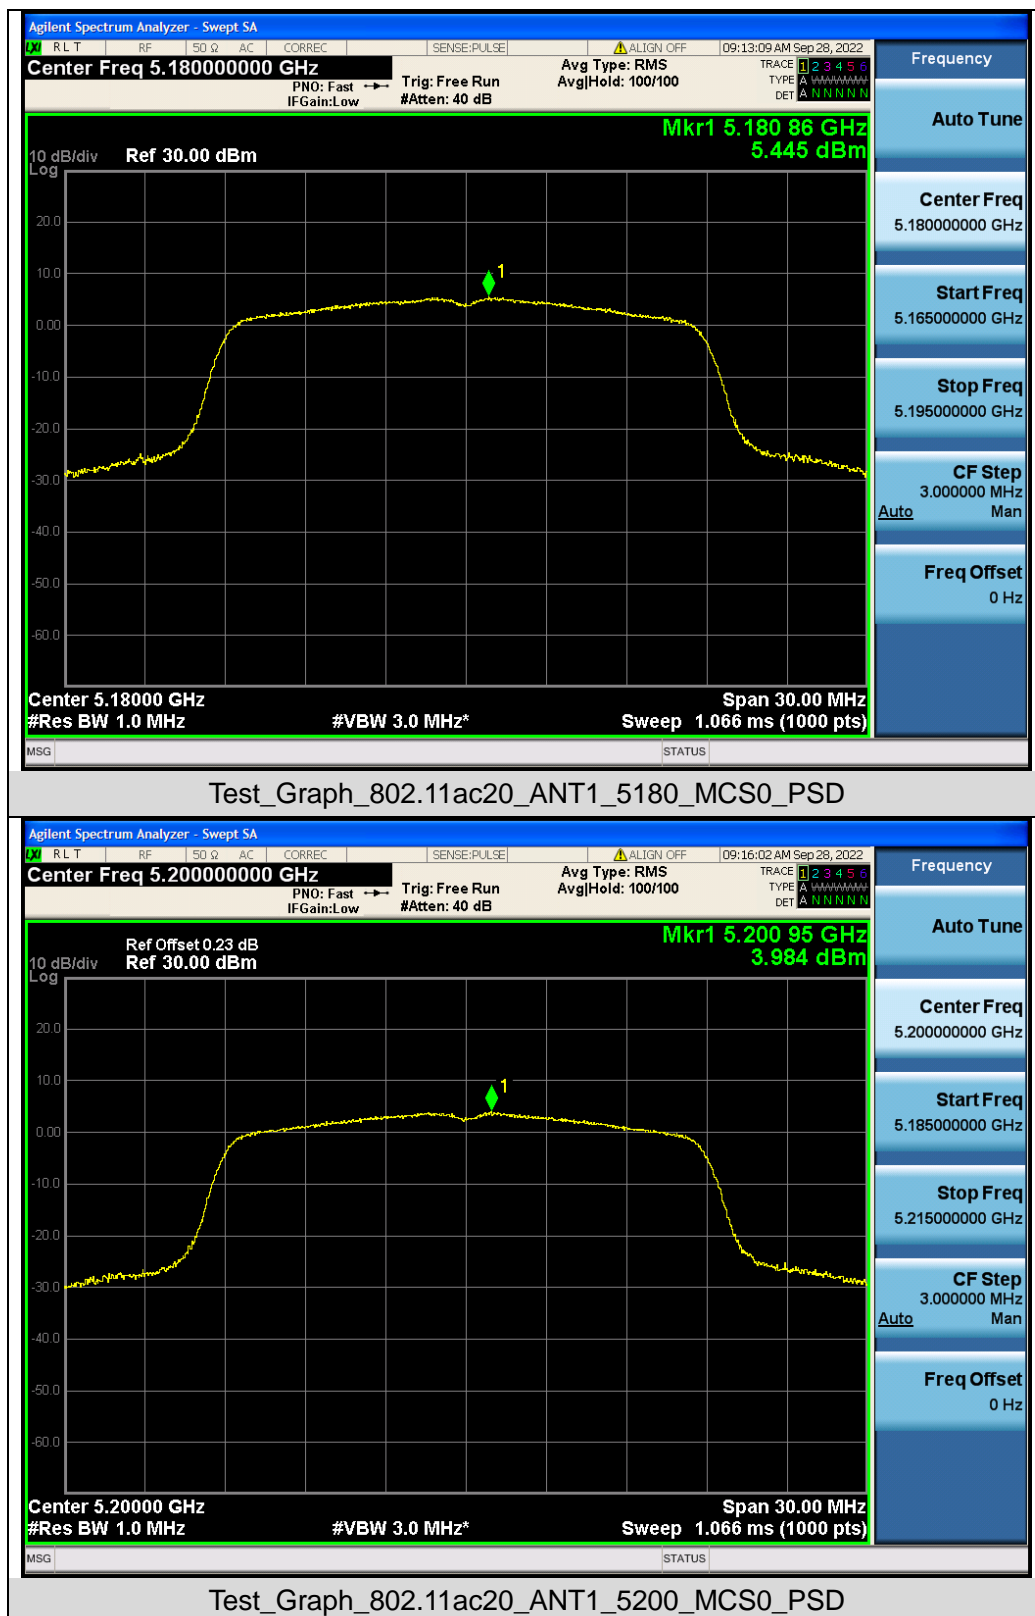 Agilent Spectrum Analyzer - Swept SA
LXI RLT RF 50 Ω AC CORREC SENSE:PULSE ALIGN OFF 09:13:09 AM Sep 28, 2022
Center Freq 5.180000000 GHz Avg Type: RMS TRACE 1 2 3 4 5 6
PNO: Fast Trig: Free Run Avg|Hold: 100/100 TYPE A WWWWW
IFGain:Low #Atten: 40 dB DET A N N N N N
Frequency
Auto Tune
Center Freq
5.180000000 GHz
Start Freq
5.165000000 GHz
Stop Freq
5.195000000 GHz
CF Step
3.000000 MHz
Auto Man
Freq Offset
0 Hz
Mkr1 5.180 86 GHz
5.445 dBm
10 dB/div Ref 30.00 dBm
Log
20.0
10.0
1
0.00
-10.0
-20.0
-30.0
-40.0
-50.0
-60.0
Center 5.18000 GHz Span 30.00 MHz
#Res BW 1.0 MHz #VBW 3.0 MHz* Sweep 1.066 ms (1000 pts)
MSG STATUS
Test_Graph_802.11ac20_ANT1_5180_MCS0_PSD
Agilent Spectrum Analyzer - Swept SA
LXI RLT RF 50 Ω AC CORREC SENSE:PULSE ALIGN OFF 09:16:02 AM Sep 28, 2022
Center Freq 5.200000000 GHz Avg Type: RMS TRACE 1 2 3 4 5 6
PNO: Fast Trig: Free Run Avg|Hold: 100/100 TYPE A WWWWW
IFGain:Low #Atten: 40 dB DET A N N N N N
Frequency
Auto Tune
Center Freq
5.200000000 GHz
Start Freq
5.185000000 GHz
Stop Freq
5.215000000 GHz
CF Step
3.000000 MHz
Auto Man
Freq Offset
0 Hz
Mkr1 5.200 95 GHz
3.984 dBm
Ref Offset 0.23 dB
10 dB/div Ref 30.00 dBm
Log
20.0
10.0
1
0.00
-10.0
-20.0
-30.0
-40.0
-50.0
-60.0
Center 5.20000 GHz Span 30.00 MHz
#Res BW 1.0 MHz #VBW 3.0 MHz* Sweep 1.066 ms (1000 pts)
MSG STATUS
Test_Graph_802.11ac20_ANT1_5200_MCS0_PSD